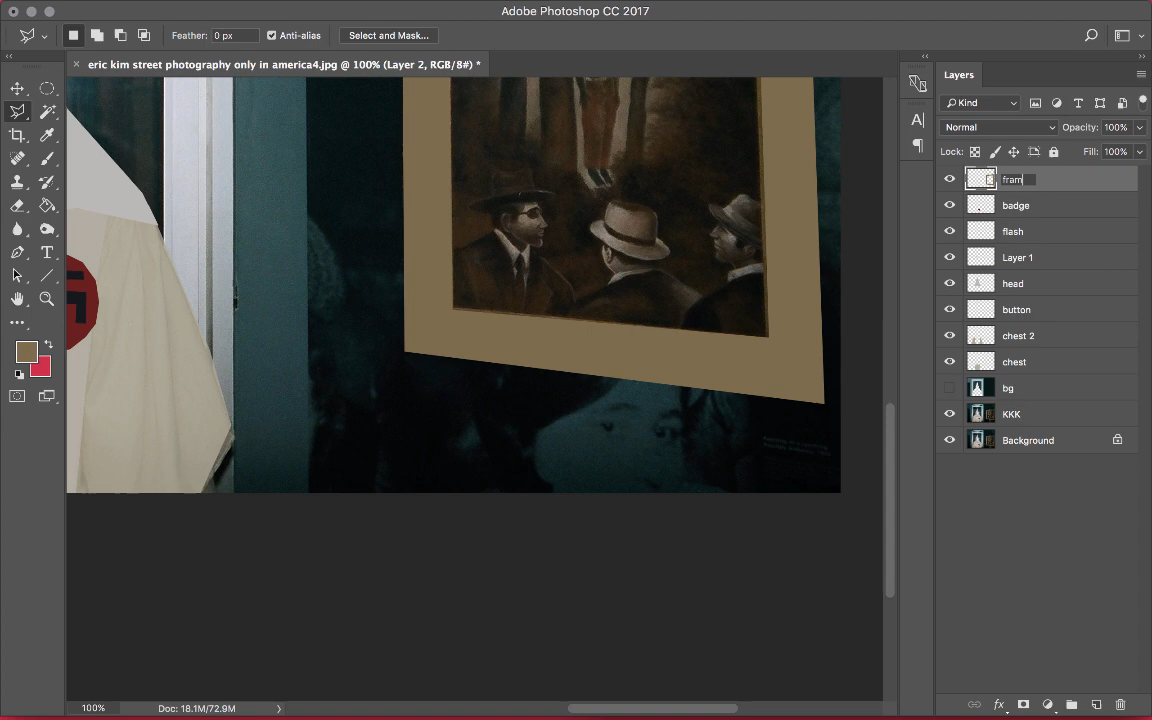 Adobe Photoshop CC 2017
Feather: 0 px Anti-alias Select and Mask...
eric kim street photography only in america4.jpg @ 100% (Layer 2, RGB/8#) *
Layers
Kind
Normal Opacity: 100%
Lock: Fill: 100%
fram
badge
flash
Layer 1
head
button
chest 2
chest
bg
KKK
Background
100% Doc: 18.1M/72.9M